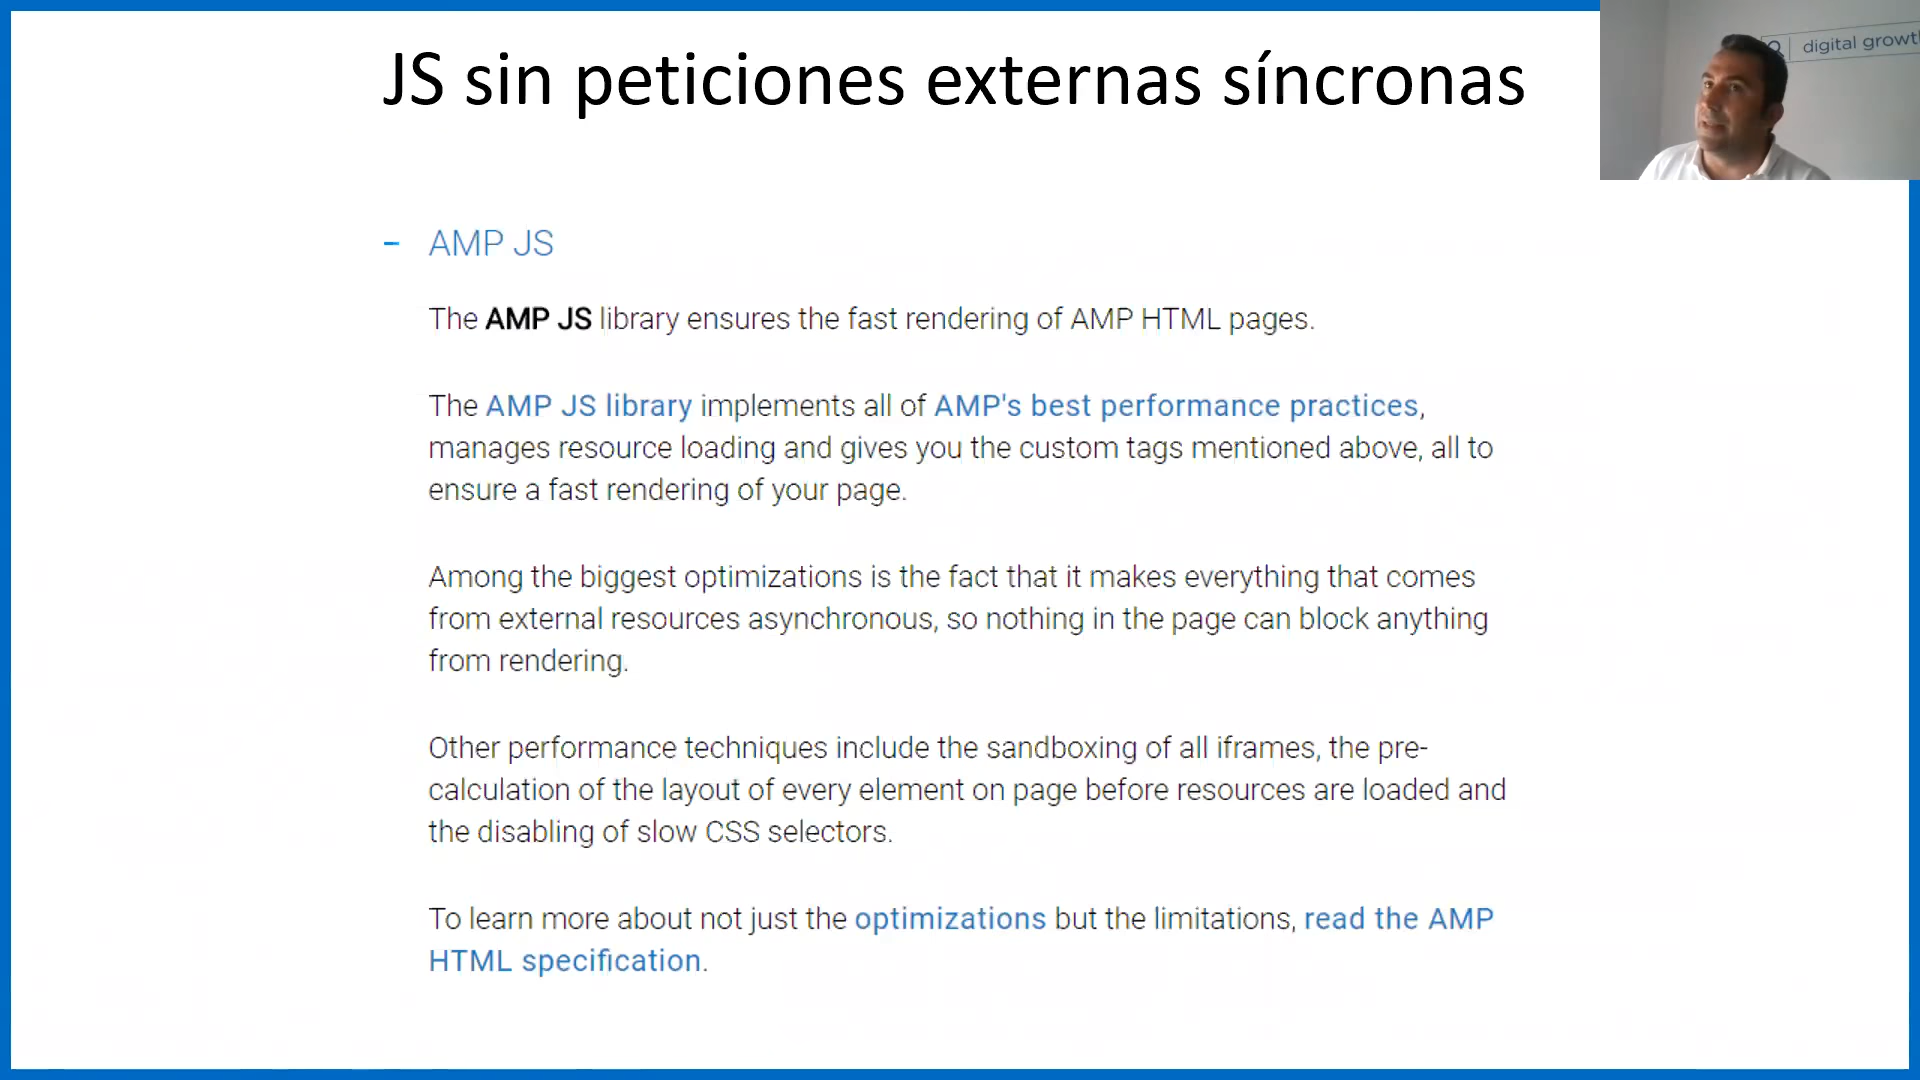 JS sin peticiones externas síncronas
digital growth
- AMP JS
The AMP JS library ensures the fast rendering of AMP HTML pages.
The AMP JS library implements all of AMP's best performance practices,
manages resource loading and gives you the custom tags mentioned above, all to
ensure a fast rendering of your page.
Among the biggest optimizations is the fact that it makes everything that comes
from external resources asynchronous, so nothing in the page can block anything
from rendering.
Other performance techniques include the sandboxing of all iframes, the pre-
calculation of the layout of every element on page before resources are loaded and
the disabling of slow CSS selectors.
To learn more about not just the optimizations but the limitations, read the AMP
HTML specification.